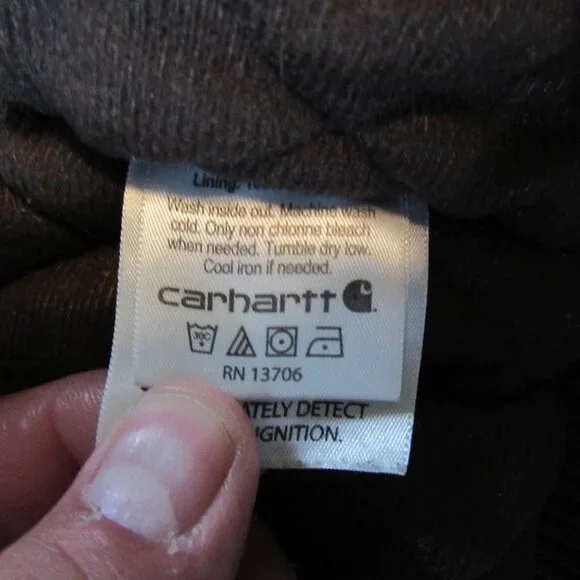 Lining:
Wash inside out. Machine wash
cold. Only non chlorine bleach
when needed. Tumble dry low.
Cool iron if needed.
carhartt
30C
RN 13706
ATELY DETECT
IGNITION.